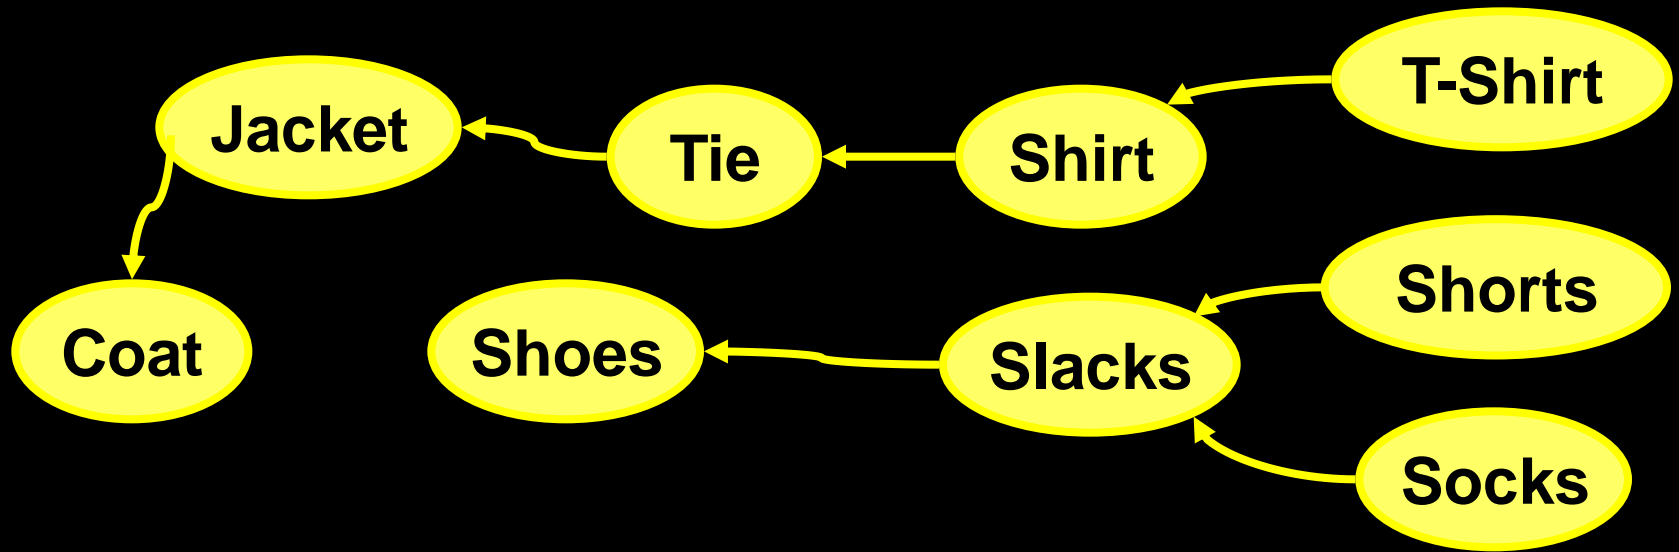 T-Shirt
Jacket
Tie
Shirt
Shorts
Coat
Shoes
Slacks
Socks